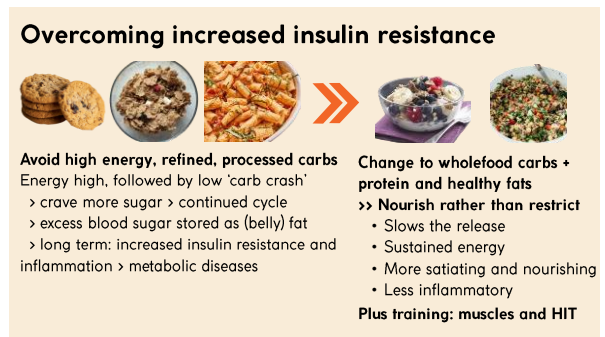 Overcoming increased insulin resistance
Avoid high energy, refined, processed carbs
Energy high, followed by low ‘carb crash’
› crave more sugar › continued cycle
› excess blood sugar stored as (belly) fat
› long term: increased insulin resistance and
inflammation › metabolic diseases
Change to wholefood carbs +
protein and healthy fats
›› Nourish rather than restrict
• Slows the release
• Sustained energy
• More satiating and nourishing
• Less inflammatory
Plus training: muscles and HIT